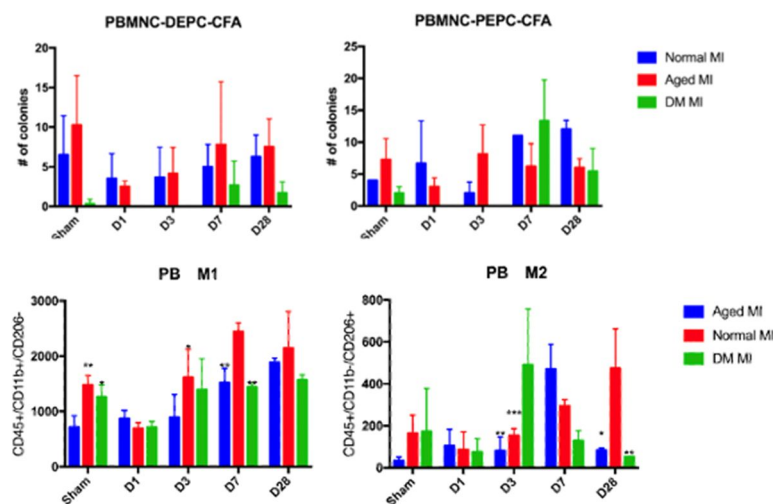 PBMNC-DEPC-CFA
# of colonies
20
15
10
5
0
Sham
D1
D3
D7
D28
PBMNC-PEPC-CFA
# of colonies
25
20
15
10
5
0
Sham
D1
D3
D7
D28
Normal MI
Aged MI
DM MI
PB M1
CD45+/CD11b+/CD206-
3000
2000
1000
0
**
*
*
**
**
Sham
D1
D3
D7
D28
PB M2
CD45+/CD11b-/CD206+
800
600
400
200
0
**
***
*
**
Sham
D1
D3
D7
D28
Aged MI
Normal MI
DM MI